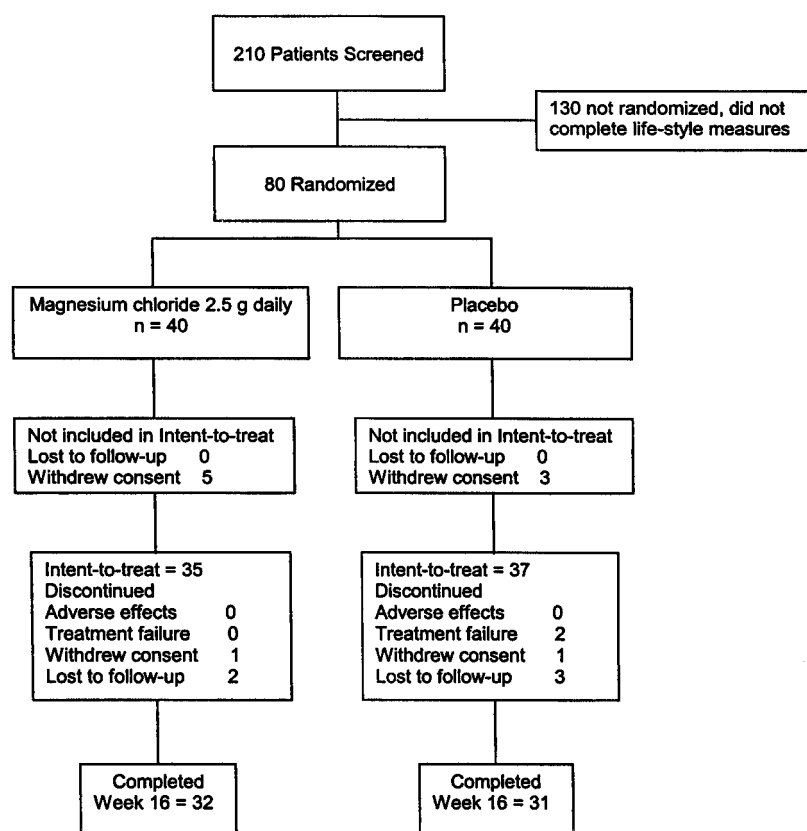 210 Patients Screened
130 not randomized, did not
complete life-style measures
80 Randomized
Magnesium chloride 2.5 g daily
n = 40
Placebo
n = 40
Not included in Intent-to-treat
Lost to follow-up 0
Withdrew consent 5
Not included in Intent-to-treat
Lost to follow-up 0
Withdrew consent 3
Intent-to-treat = 35
Discontinued
Adverse effects 0
Treatment failure 0
Withdrew consent 1
Lost to follow-up 2
Intent-to-treat = 37
Discontinued
Adverse effects 0
Treatment failure 2
Withdrew consent 1
Lost to follow-up 3
Completed
Week 16 = 32
Completed
Week 16 = 31